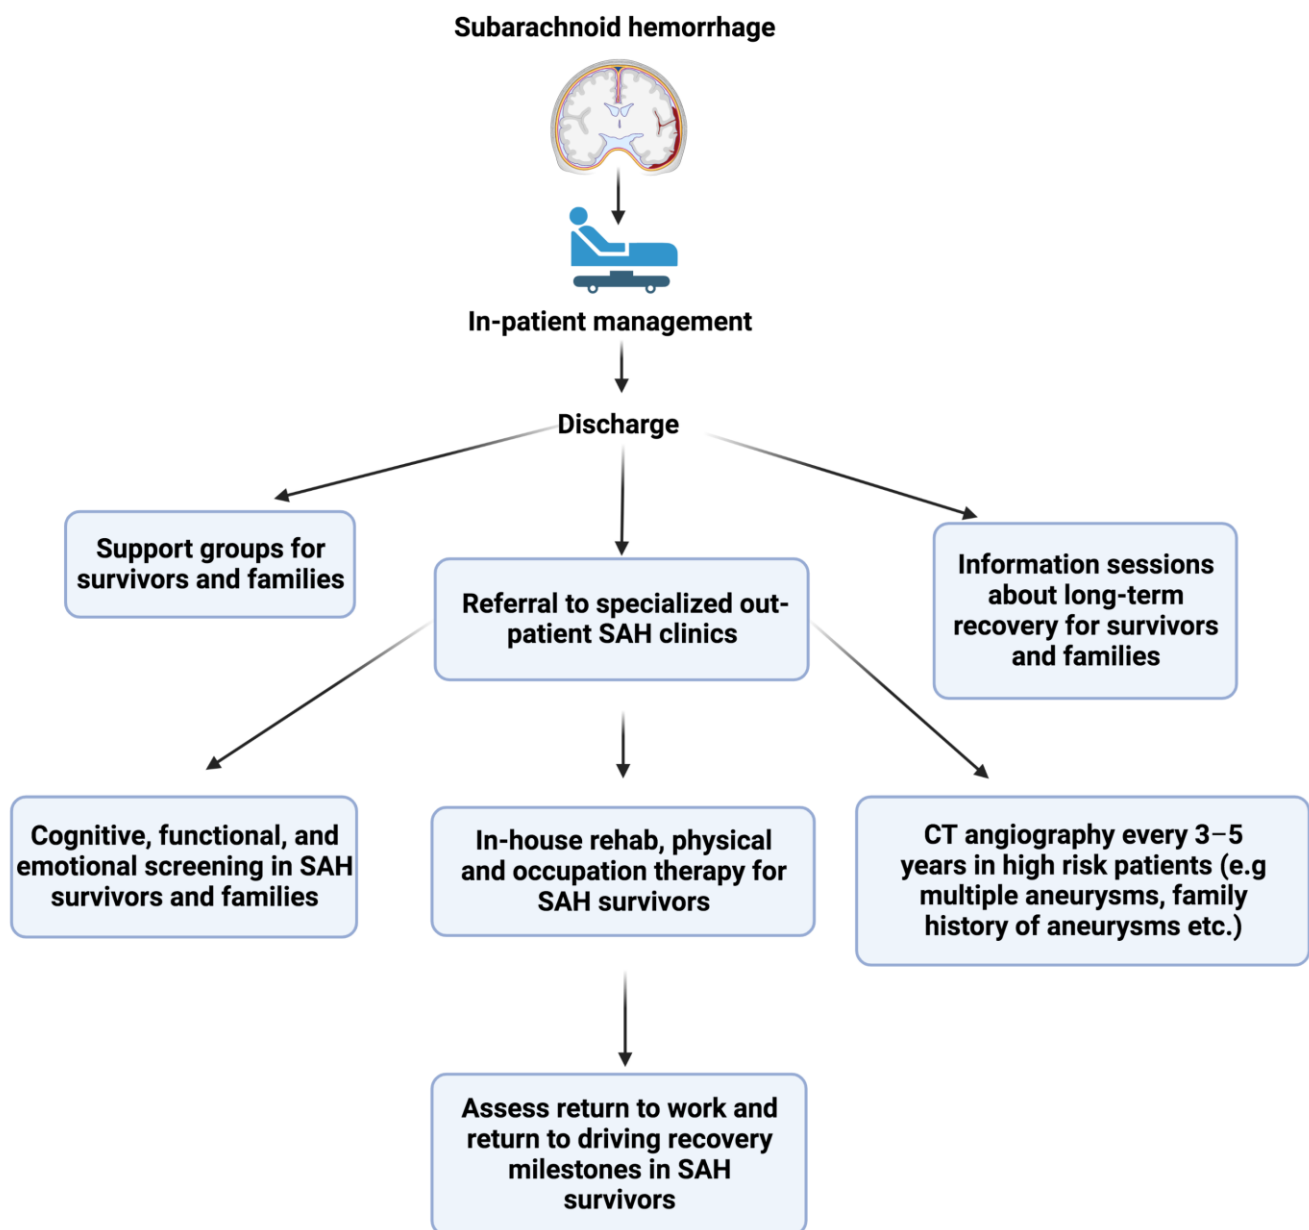 Subarachnoid hemorrhage
In-patient management
Discharge
Support groups for
survivors and families
Referral to specialized out-
patient SAH clinics
Information sessions
about long-term
recovery for survivors
and families
Cognitive, functional, and
emotional screening in SAH
survivors and families
In-house rehab, physical
and occupation therapy for
SAH survivors
CT angiography every 3–5
years in high risk patients (e.g
multiple aneurysms, family
history of aneurysms etc.)
Assess return to work and
return to driving recovery
milestones in SAH
survivors